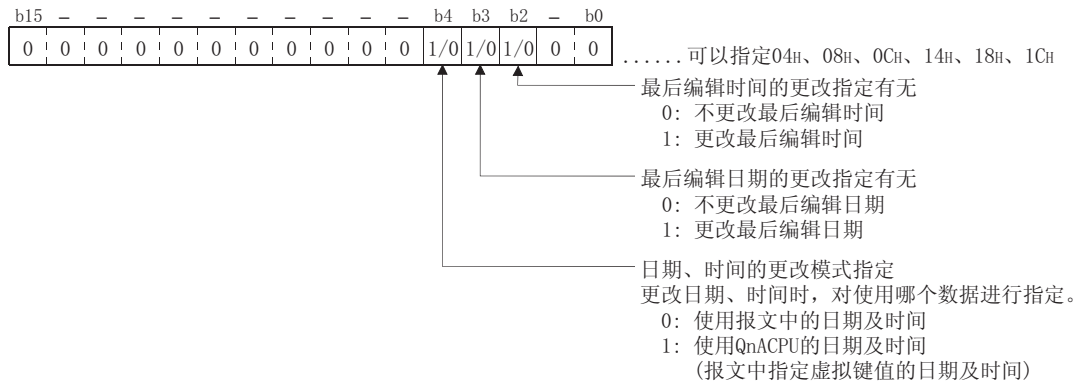 b15 － － － － － － － － － － b4 b3 b2 － b0
0 0 0 0 0 0 0 0 0 0 0 1/0 1/0 1/0 0 0 ......可以指定04H、08H、0CH、14H、18H、1CH
最后编辑时间的更改指定有无
0: 不更改最后编辑时间
1: 更改最后编辑时间
最后编辑日期的更改指定有无
0: 不更改最后编辑日期
1: 更改最后编辑日期
日期、时间的更改模式指定
更改日期、时间时，对使用哪个数据进行指定。
0: 使用报文中的日期及时间
1: 使用QnACPU的日期及时间
(报文中指定虚拟键值的日期及时间)